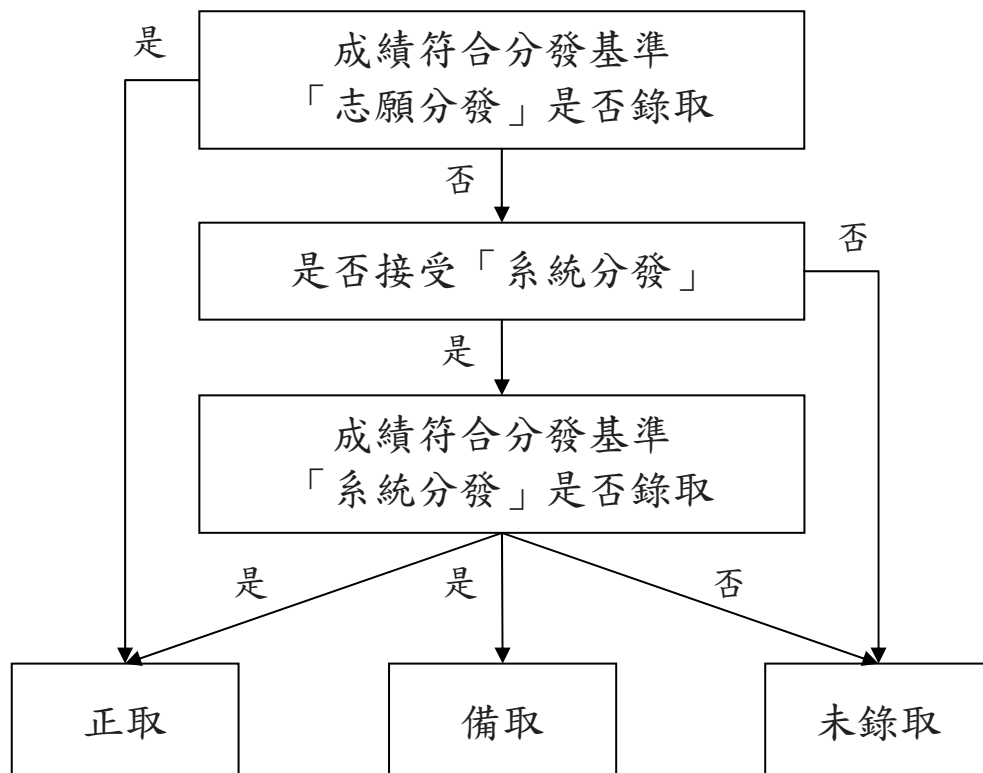 是
成績符合分發基準
「志願分發」是否錄取
否
是否接受「系統分發」
否
是
成績符合分發基準
「系統分發」是否錄取
是
是
否
正取
備取
未錄取